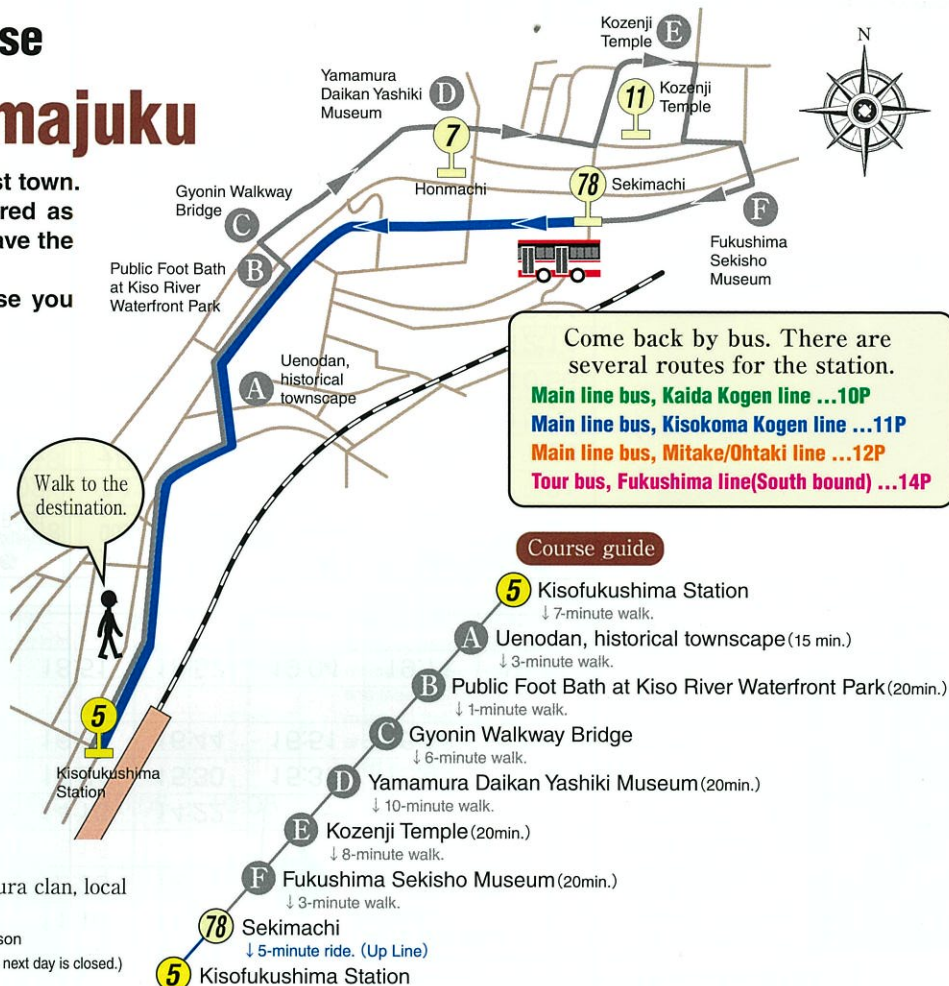 se
majuku
st town.
red as
ave the
se you
N
Kozenji
Temple
E
11
Kozenji
Temple
Yamamura
Daikan Yashiki
Museum
D
7
Honmachi
78
Sekimachi
Gyonin Walkway
Bridge
C
F
Fukushima
Sekisho
Museum
B
Public Foot Bath
at Kiso River
Waterfront Park
A
Uenodan,
historical
townscape
Come back by bus. There are
several routes for the station.
Main line bus, Kaida Kogen line ...10P
Main line bus, Kisokoma Kogen line ...11P
Main line bus, Mitake/Ohtaki line ...12P
Tour bus, Fukushima line(South bound) ...14P
Walk to the
destination.
5
Kisofukushima
Station
Course guide
5 Kisofukushima Station
↓ 7-minute walk.
A Uenodan, historical townscape (15 min.)
↓ 3-minute walk.
B Public Foot Bath at Kiso River Waterfront Park (20min.)
↓ 1-minute walk.
C Gyonin Walkway Bridge
↓ 6-minute walk.
D Yamamura Daikan Yashiki Museum (20min.)
↓ 10-minute walk.
E Kozenji Temple (20min.)
↓ 8-minute walk.
F Fukushima Sekisho Museum (20min.)
↓ 3-minute walk.
78 Sekimachi
↓ 5-minute ride. (Up Line)
5 Kisofukushima Station
ura clan, local
son
next day is closed.)